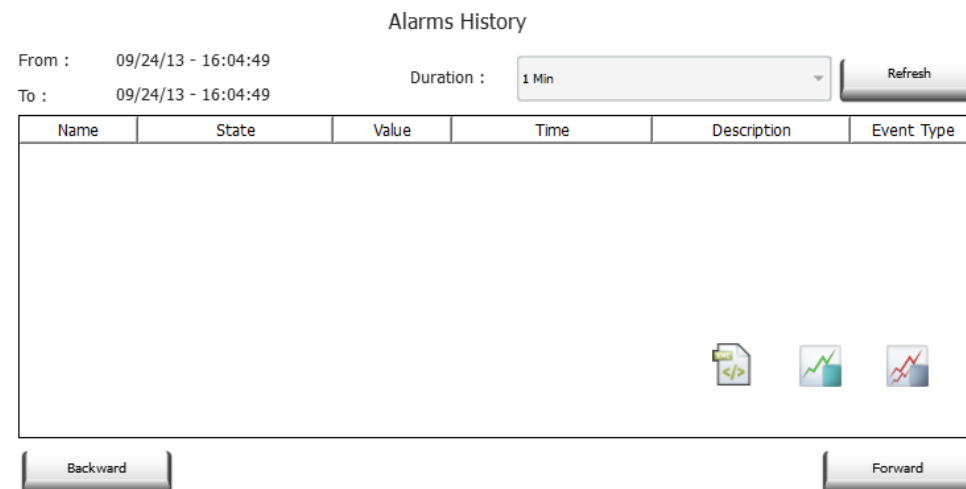 Alarms History
From : 09/24/13 - 16:04:49
Duration : 1 Min Refresh
To : 09/24/13 - 16:04:49
Name State Value Time Description Event Type
</>
Backward Forward